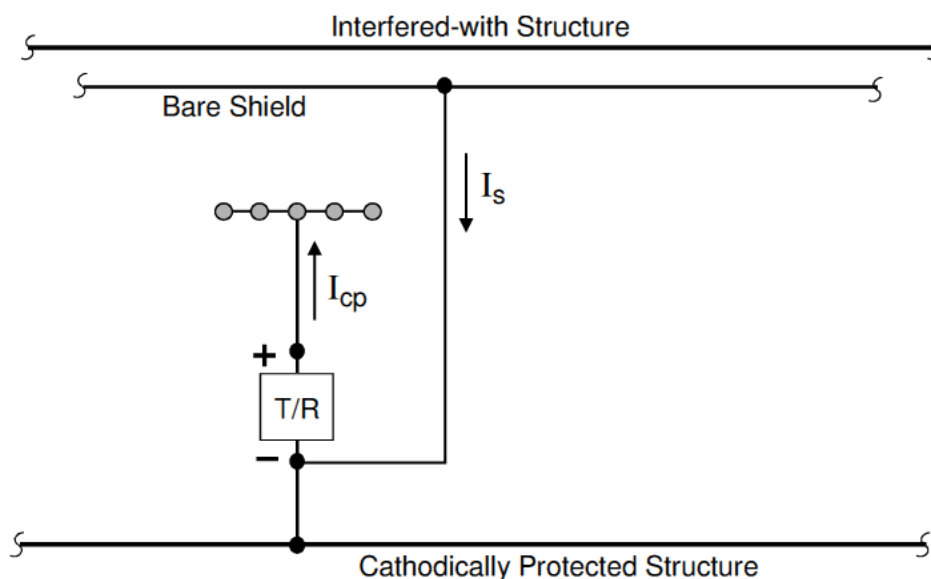 Interfered-with Structure
Bare Shield
Is
Icp
+
T/R
−
Cathodically Protected Structure